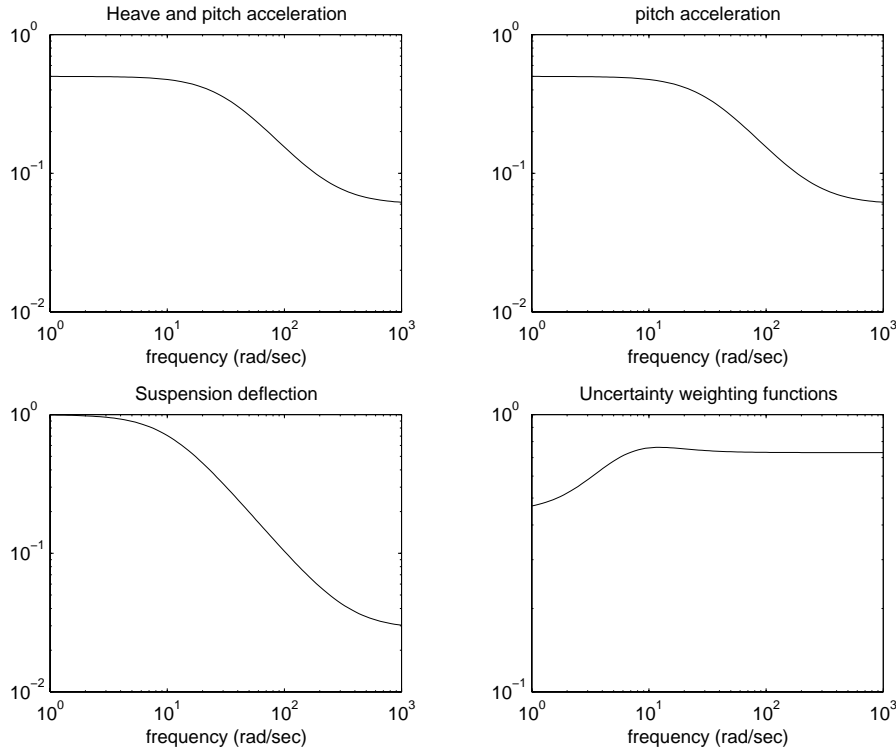 Heave and pitch acceleration
10^0
10^-1
10^-2
10^0 10^1 10^2 10^3
frequency (rad/sec)
pitch acceleration
10^0
10^-1
10^-2
10^0 10^1 10^2 10^3
frequency (rad/sec)
Suspension deflection
10^0
10^-1
10^-2
10^0 10^1 10^2 10^3
frequency (rad/sec)
Uncertainty weighting functions
10^0
10^-1
10^0 10^1 10^2 10^3
frequency (rad/sec)